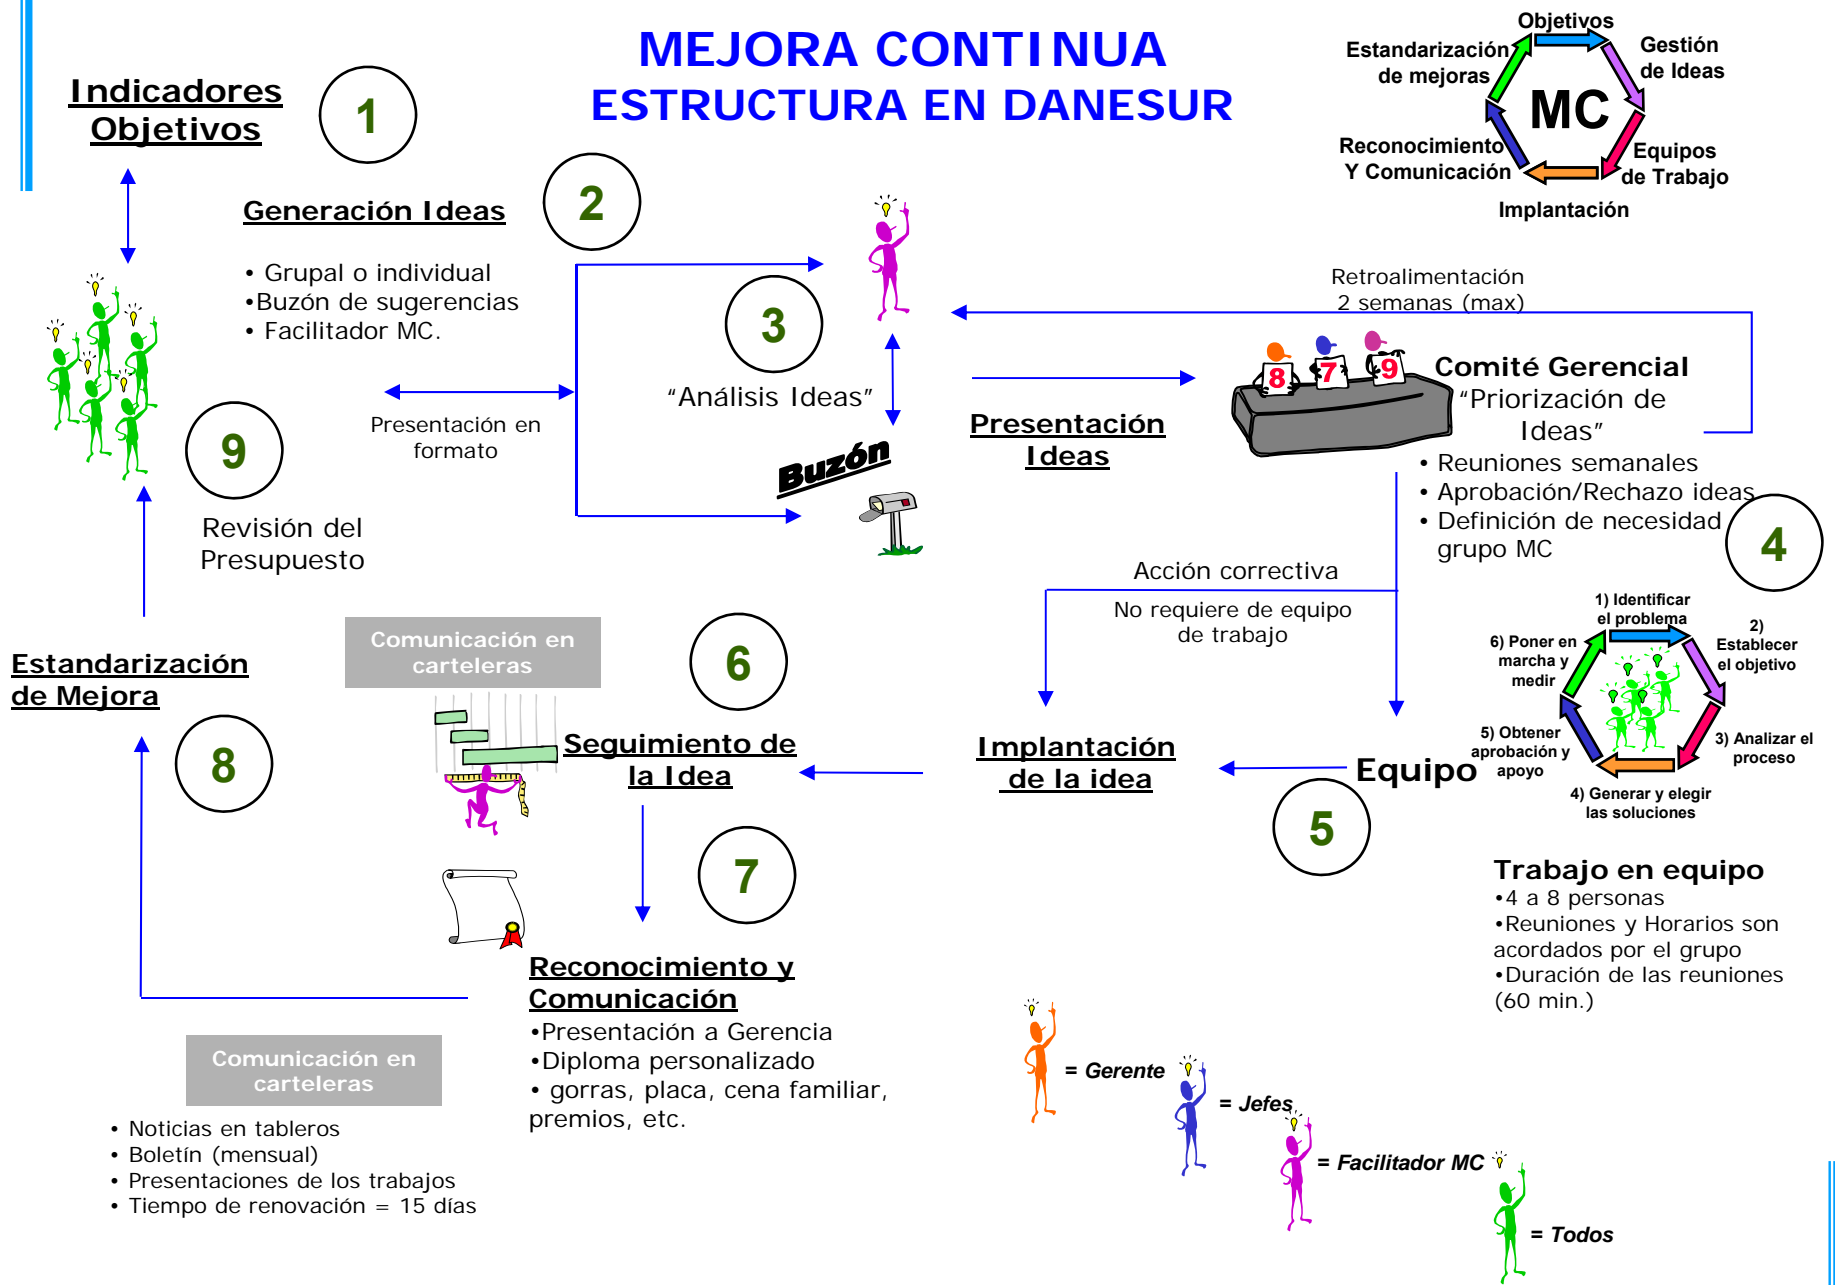 MEJORA CONTINUA
ESTRUCTURA EN DANESUR
Objetivos
Gestión
de Ideas
Equipos
de Trabajo
Implantación
Reconocimiento
Y Comunicación
Estandarización
de mejoras
MC
Indicadores
Objetivos
1
Generación Ideas
2
• Grupal o individual
•Buzón de sugerencias
• Facilitador MC.
3
"Análisis Ideas"
Presentación en
formato
Buzón
Retroalimentación
2 semanas (max)
Presentación
Ideas
8
7
9
Comité Gerencial
"Priorización de
Ideas"
• Reuniones semanales
• Aprobación/Rechazo ideas
• Definición de necesidad
grupo MC
4
9
Revisión del
Presupuesto
Acción correctiva
No requiere de equipo
de trabajo
1) Identificar
el problema
2)
Establecer
el objetivo
3) Analizar el
proceso
4) Generar y elegir
las soluciones
5) Obtener
aprobación y
apoyo
6) Poner en
marcha y
medir
Equipo
5
Implantación
de la idea
Comunicación en
carteleras
6
Seguimiento de
la Idea
Estandarización
de Mejora
8
7
Trabajo en equipo
•4 a 8 personas
•Reuniones y Horarios son
acordados por el grupo
•Duración de las reuniones
(60 min.)
Reconocimiento y
Comunicación
•Presentación a Gerencia
•Diploma personalizado
• gorras, placa, cena familiar,
premios, etc.
Comunicación en
carteleras
• Noticias en tableros
• Boletín (mensual)
• Presentaciones de los trabajos
• Tiempo de renovación = 15 días
= Gerente
= Jefes
= Facilitador MC
= Todos